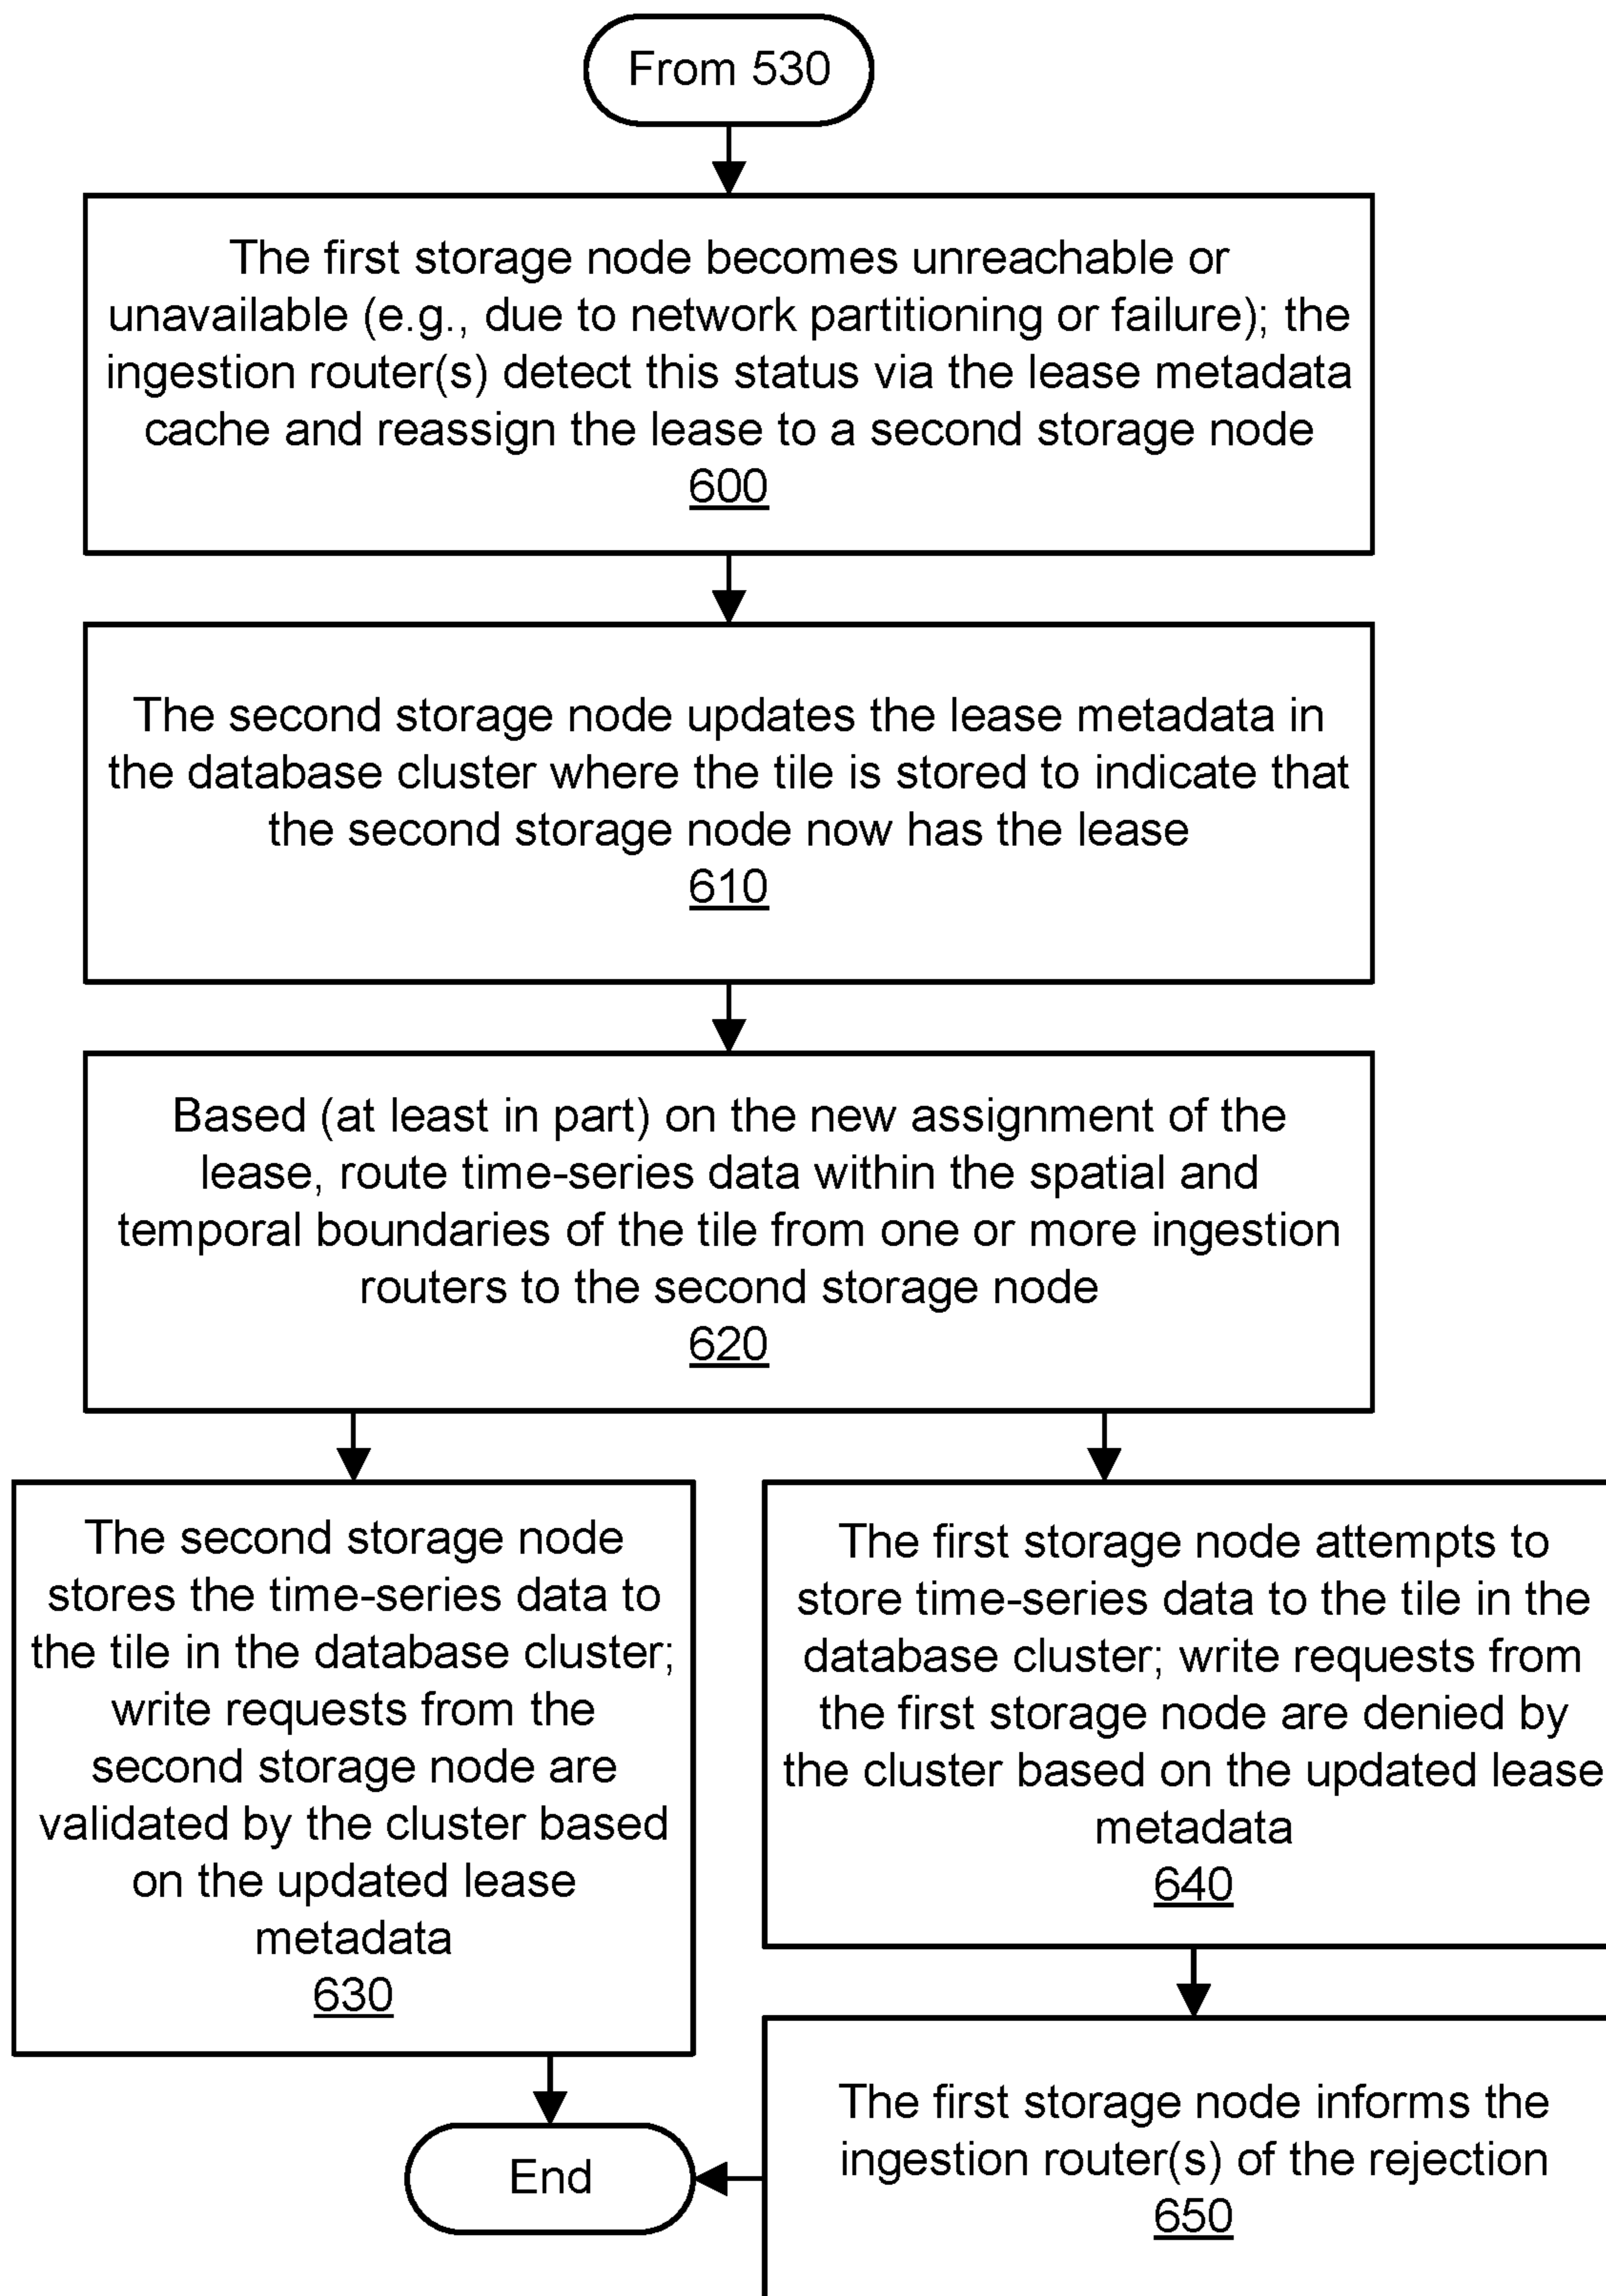 From 530
The first storage node becomes unreachable or
unavailable (e.g., due to network partitioning or failure); the
ingestion router(s) detect this status via the lease metadata
cache and reassign the lease to a second storage node
600
The second storage node updates the lease metadata in
the database cluster where the tile is stored to indicate that
the second storage node now has the lease
610
Based (at least in part) on the new assignment of the
lease, route time-series data within the spatial and
temporal boundaries of the tile from one or more ingestion
routers to the second storage node
620
The second storage node
stores the time-series data to
the tile in the database cluster;
write requests from the
second storage node are
validated by the cluster based
on the updated lease
metadata
630
The first storage node attempts to
store time-series data to the tile in the
database cluster; write requests from
the first storage node are denied by
the cluster based on the updated lease
metadata
640
The first storage node informs the
ingestion router(s) of the rejection
650
End